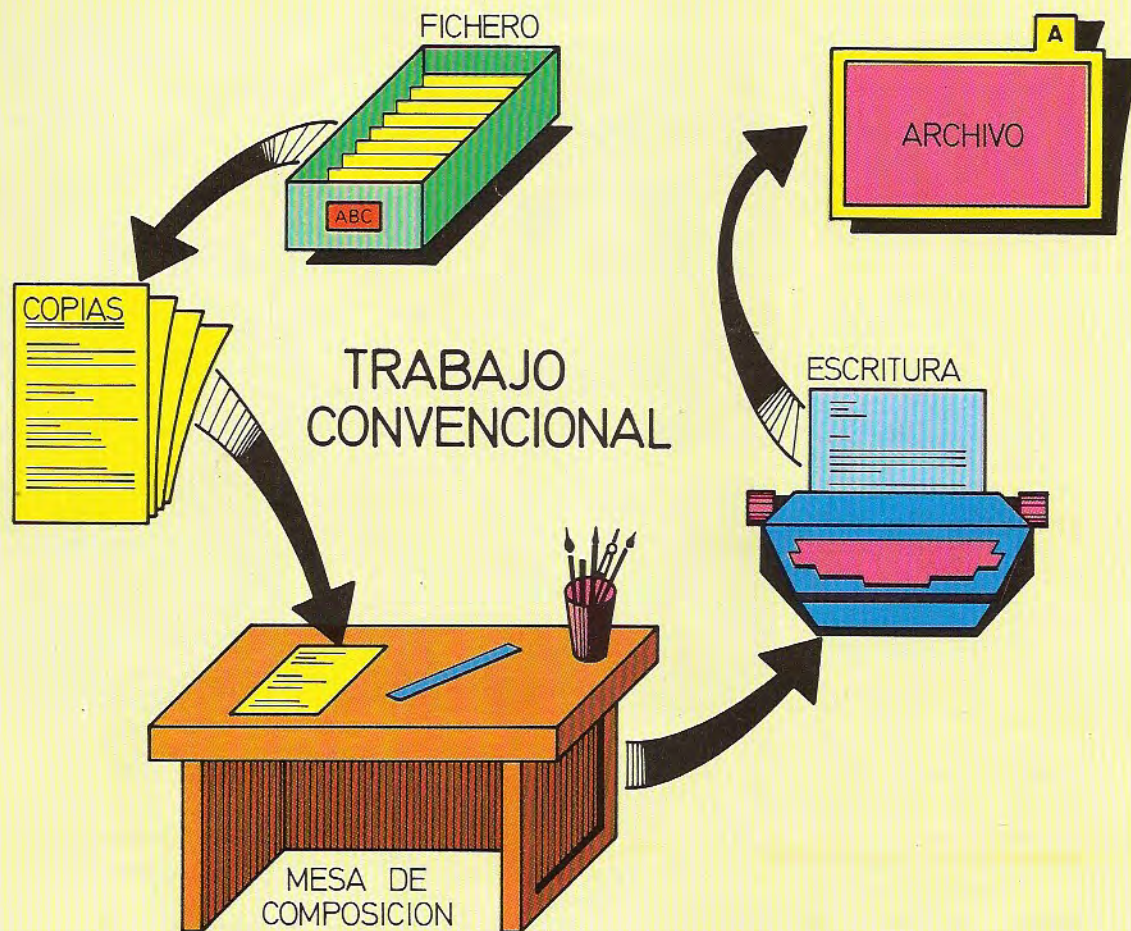 FICHERO
ABC
A
ARCHIVO
COPIAS
TRABAJO
CONVENCIONAL
ESCRITURA
MESA DE
COMPOSICION